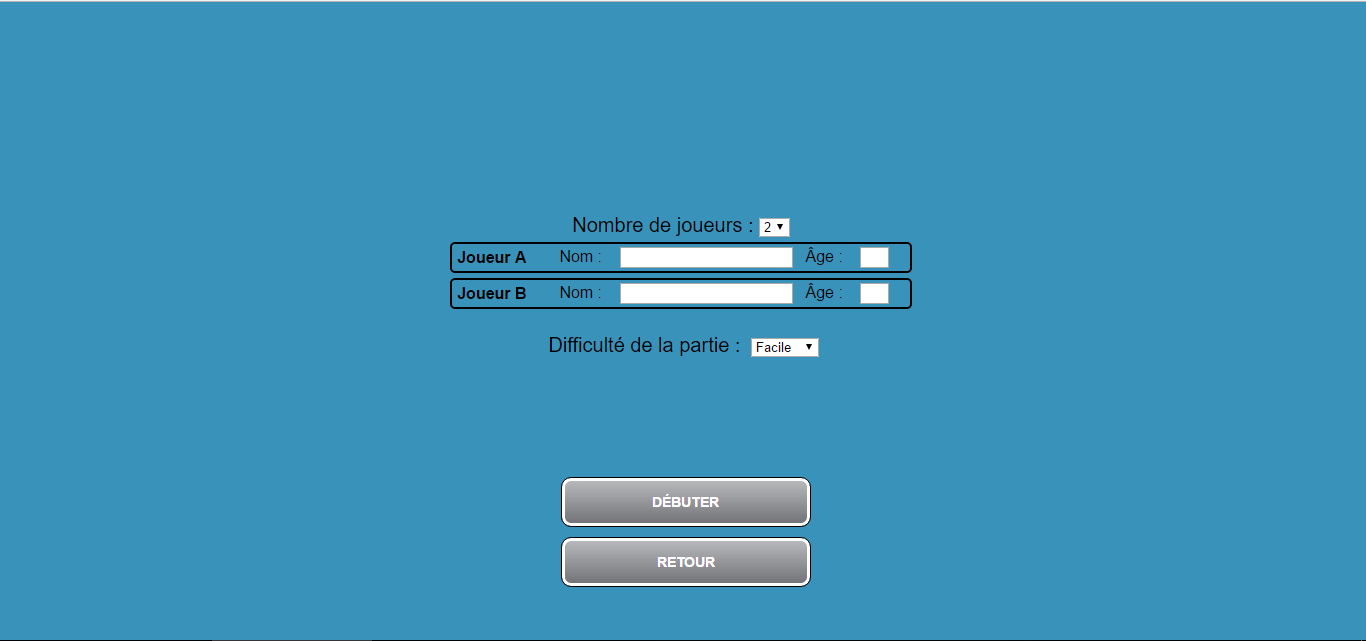 Nombre de joueurs : 2
Joueur A Nom : Âge :
Joueur B Nom : Âge :
Difficulté de la partie : Facile
DÉBUTER
RETOUR